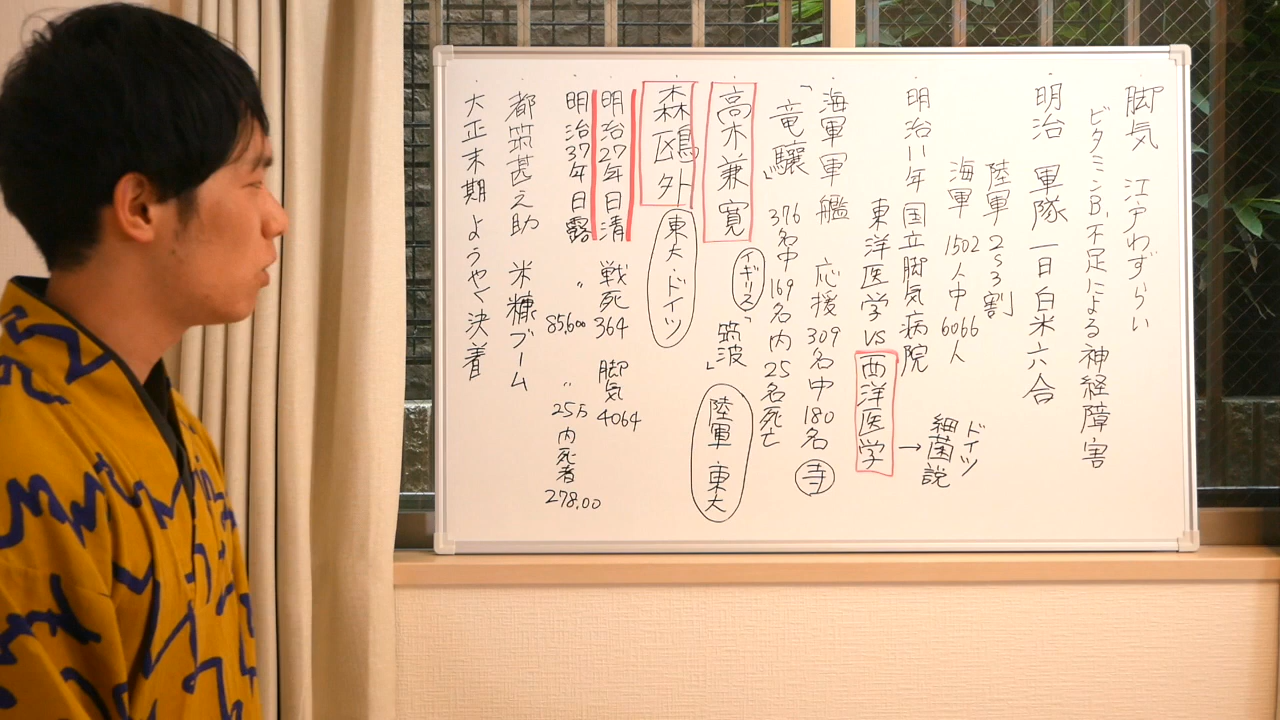 脚気 江戸わずらい
ビタミンB1不足による神経障害
明治 軍隊 一日白米六合
陸軍 2〜3割
海軍 1502人中 6066人
明治11年 国立脚気病院
東洋医学 VS 西洋医学 → 細菌説
ドイツ
海軍軍艦 応援309名中180名 寺
「竜驤」 376名中169名内25名死亡
高木兼寛 イギリス 「筑波」 陸軍 東大
森鴎外 東大・ドイツ
明治27年 日清 戦死364 脚気4064
明治37年 日露 〃 85,600 〃 25万 内死者 278.00
都筑甚之助 米糠ブーム
大正末期 ようやく決着